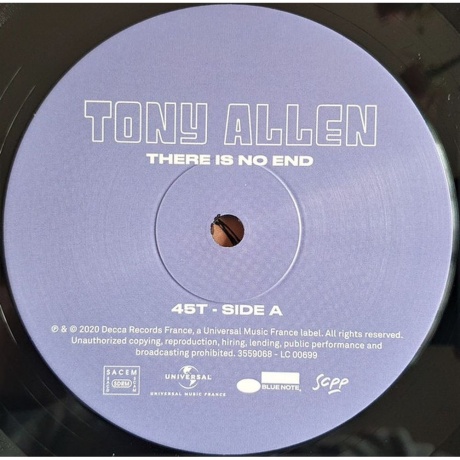 TONY ALLEN
THERE IS NO END
45T - SIDE A
℗ & © 2020 Decca Records France, a Universal Music France label. All rights reserved.
Unauthorized copying, reproduction, hiring, lending, public performance and
broadcasting prohibited. 3559068 - LC 00699
SACEM
SDRM
UNIVERSAL
UNIVERSAL MUSIC FRANCE
BLUE NOTE
scpp